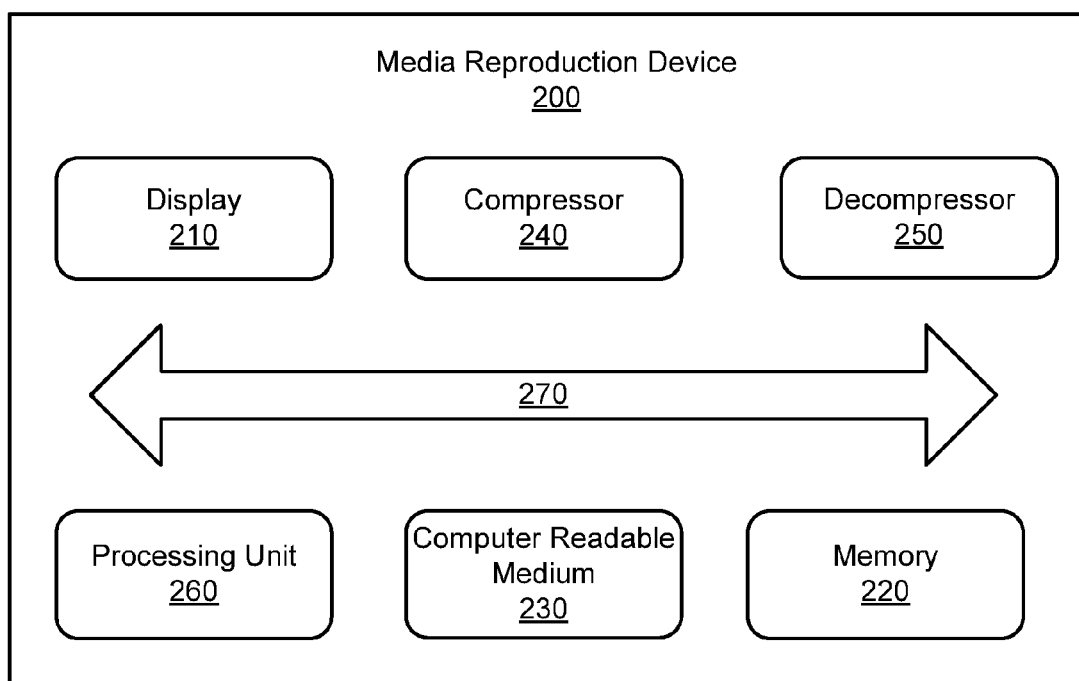 Media Reproduction Device
200
Display
210
Compressor
240
Decompressor
250
270
Processing Unit
260
Computer Readable
Medium
230
Memory
220